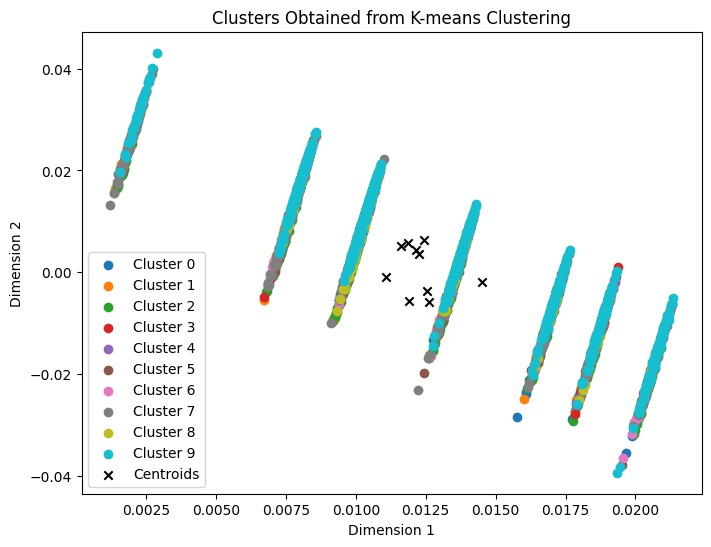 Clusters Obtained from K-means Clustering
0.04
0.02
0.00
−0.02
−0.04
Dimension 2
Cluster 0
Cluster 1
Cluster 2
Cluster 3
Cluster 4
Cluster 5
Cluster 6
Cluster 7
Cluster 8
Cluster 9
Centroids
0.0025 0.0050 0.0075 0.0100 0.0125 0.0150 0.0175 0.0200
Dimension 1